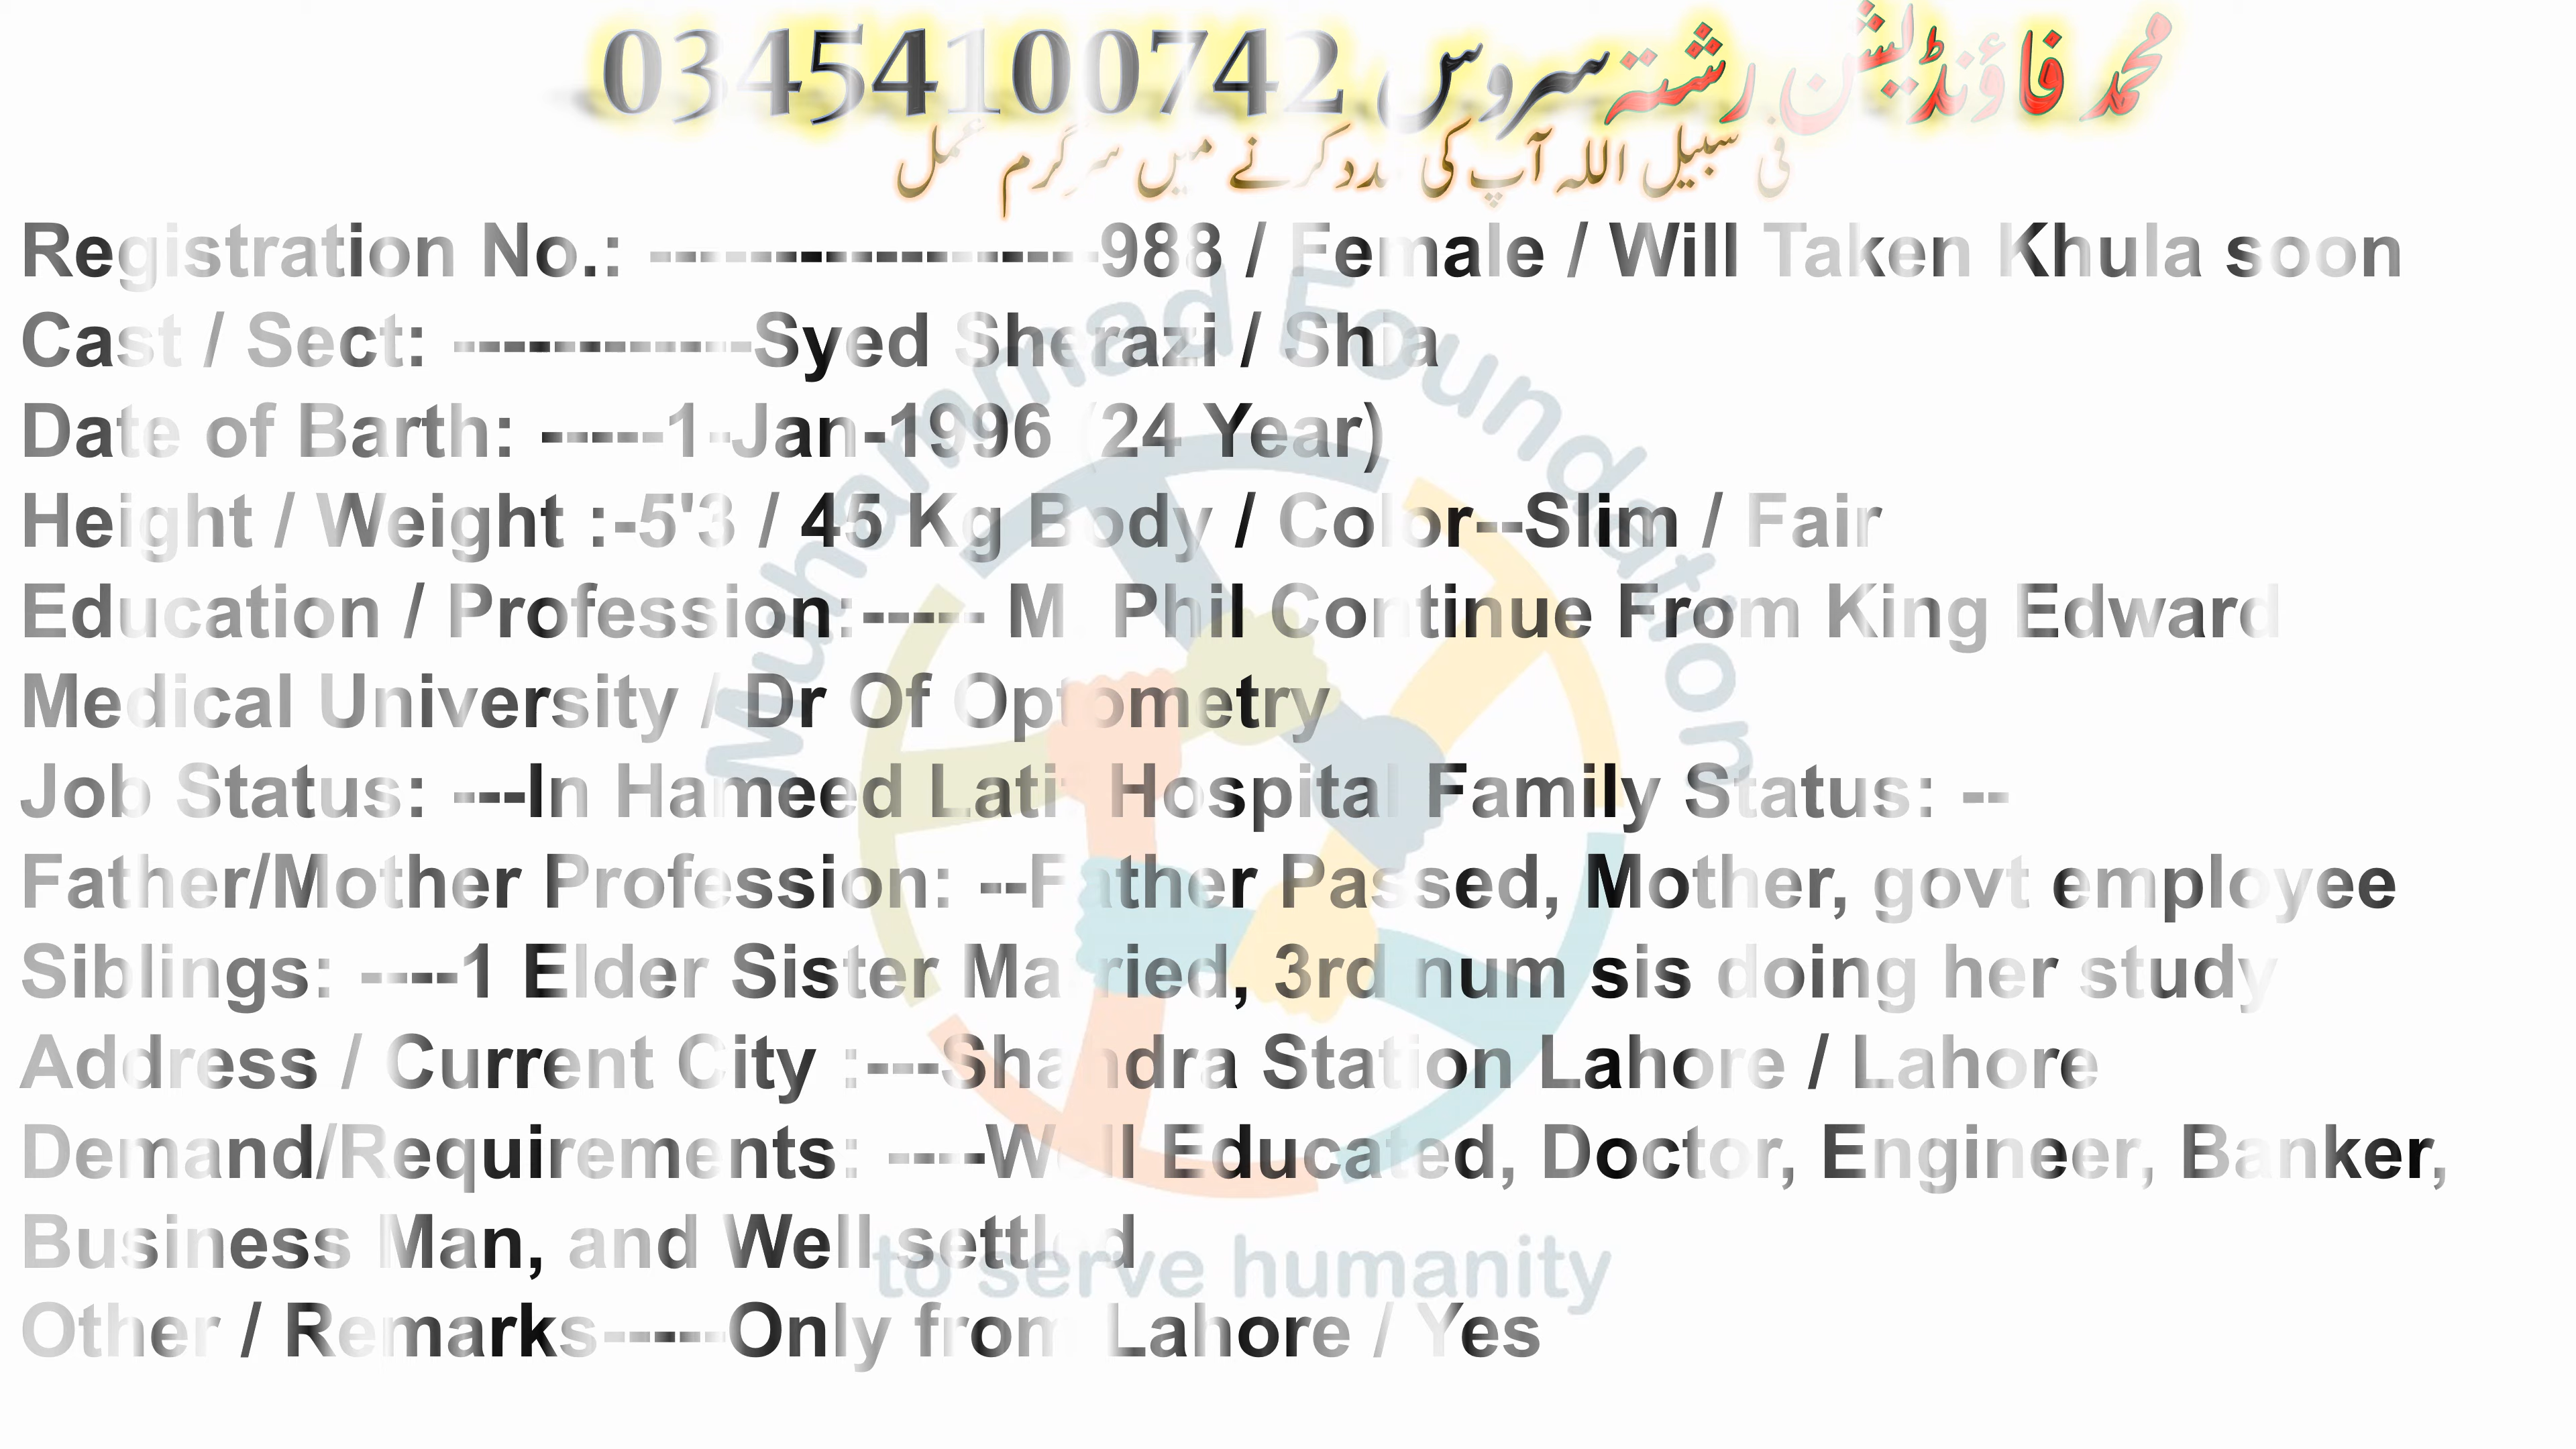 محمد فاؤنڈیشن رشتہ سروس 03454100742
فی سبیل اللہ آپ کی مدد کرنے میں سرگرم عمل
Registration No.: ------------------988 / Female / Will Taken Khula soon
Cast / Sect: ------------Syed Sherazi / Shia
Date of Barth: -----1-Jan-1996 (24 Year)
Height / Weight :-5'3 / 45 Kg Body / Color--Slim / Fair
Education / Profession:----- M Phil Continue From King Edward
Medical University / Dr Of Optometry
Job Status: ---In Hameed Latif Hospital Family Status: --
Father/Mother Profession: --Father Passed, Mother, govt employee
Siblings: ----1 Elder Sister Married, 3rd num sis doing her study
Address / Current City :---Shahdra Station Lahore / Lahore
Demand/Requirements: ----Well Educated, Doctor, Engineer, Banker,
Business Man, and Well settled
Other / Remarks-----Only from Lahore / Yes
Muhammad Foundation
to serve humanity